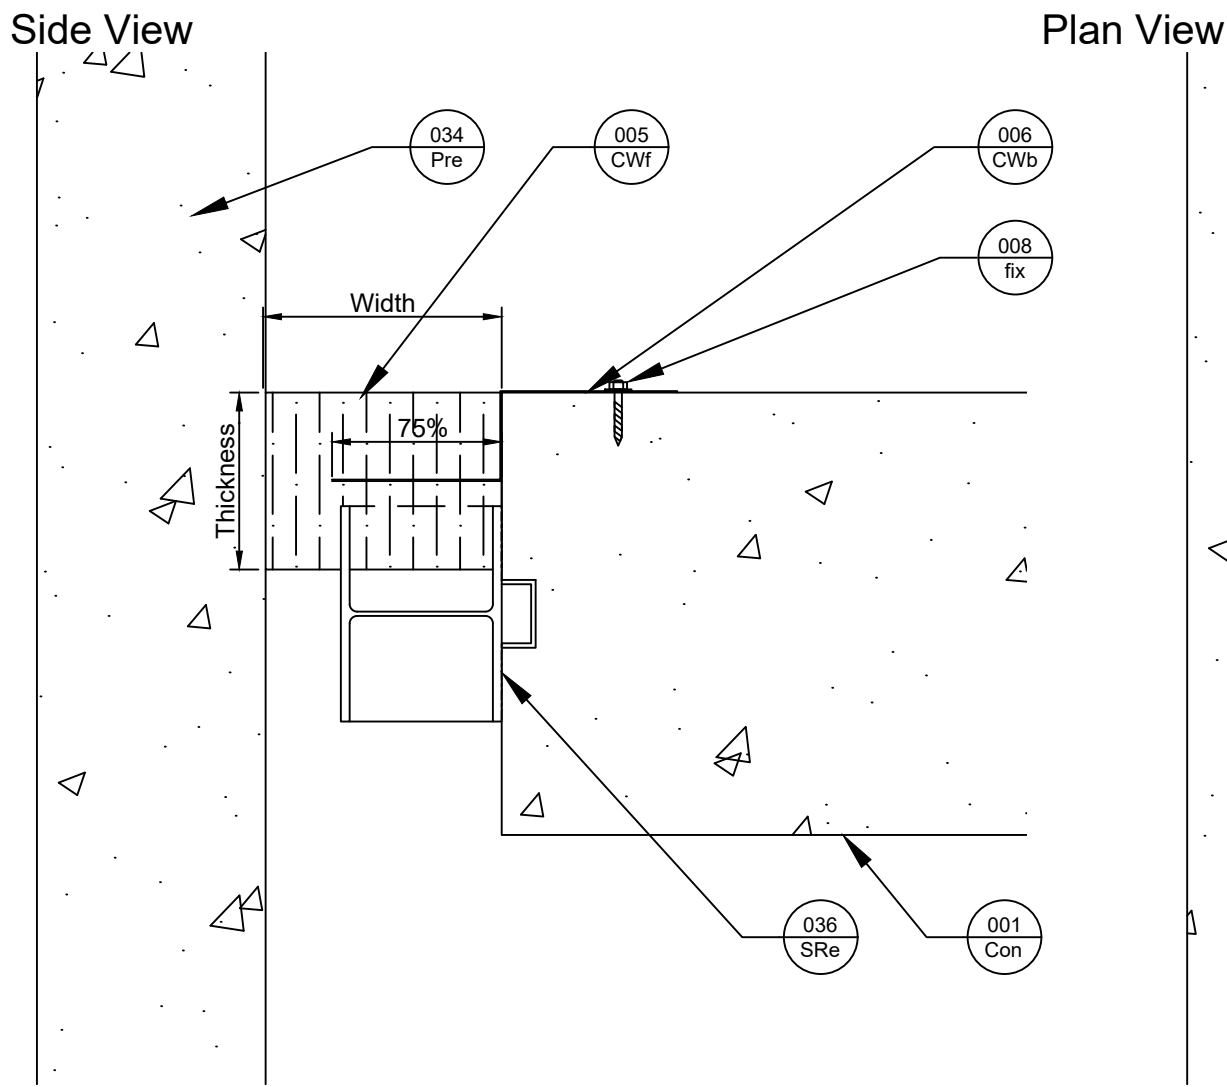 Side View
Plan View
034
Pre
005
CWf
006
CWb
008
fix
Width
75%
Thickness
036
SRe
001
Con